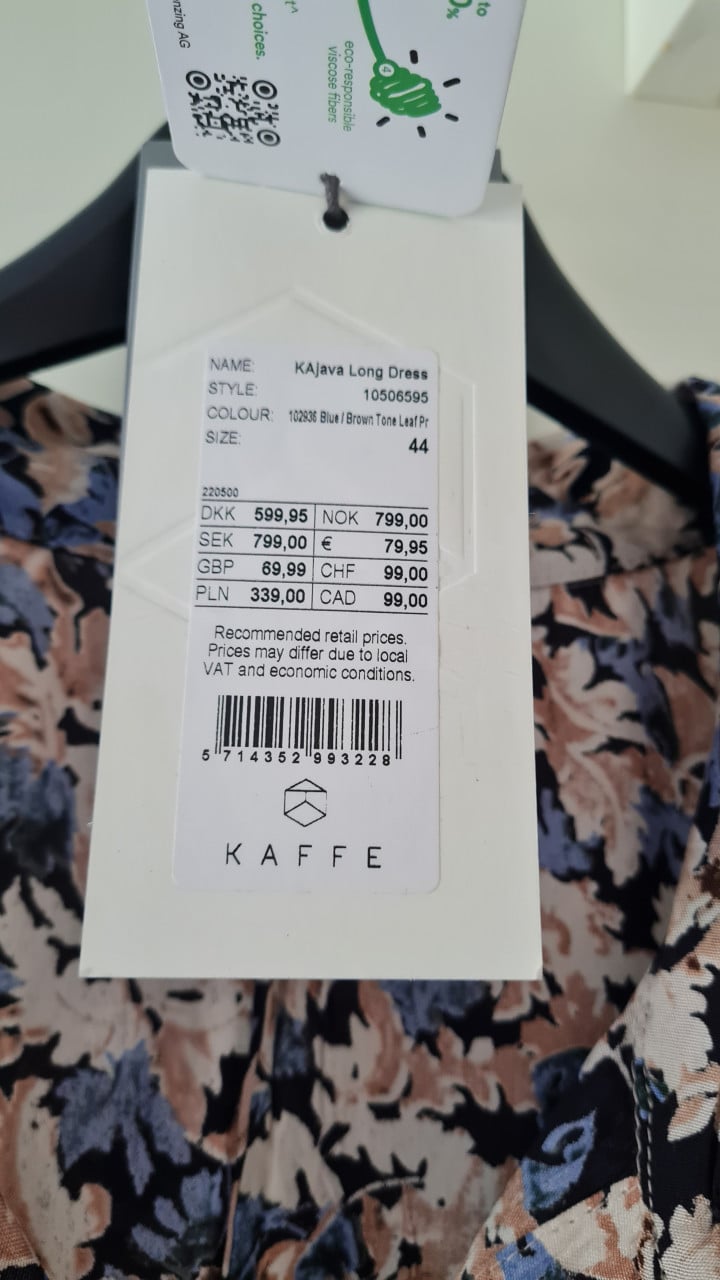 to
0%
choices.
nzing AG
eco-responsible
viscose fibers
4
NAME: KAjava Long Dress
STYLE: 10506595
COLOUR: 102936 Blue / Brown Tone Leaf Pr
SIZE: 44
220500
DKK 599,95 NOK 799,00
SEK 799,00 € 79,95
GBP 69,99 CHF 99,00
PLN 339,00 CAD 99,00
Recommended retail prices.
Prices may differ due to local
VAT and economic conditions.
5 714352 993228
KAFFE